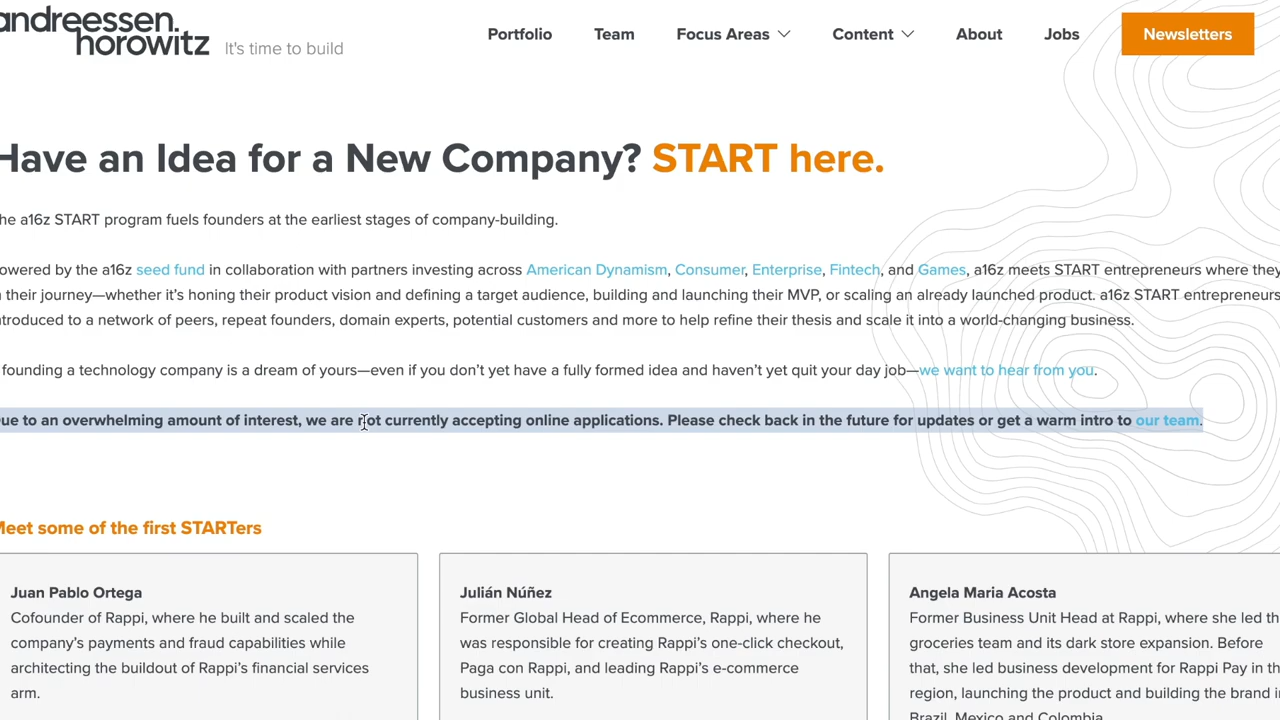 andreessen.
horowitz It's time to build
Portfolio Team Focus Areas Content About Jobs Newsletters
Have an Idea for a New Company? START here.
he a16z START program fuels founders at the earliest stages of company-building.
owered by the a16z seed fund in collaboration with partners investing across American Dynamism, Consumer, Enterprise, Fintech, and Games, a16z meets START entrepreneurs where they
their journey—whether it's honing their product vision and defining a target audience, building and launching their MVP, or scaling an already launched product. a16z START entrepreneurs
ntroduced to a network of peers, repeat founders, domain experts, potential customers and more to help refine their thesis and scale it into a world-changing business.
founding a technology company is a dream of yours—even if you don't yet have a fully formed idea and haven't yet quit your day job—we want to hear from you.
ue to an overwhelming amount of interest, we are not currently accepting online applications. Please check back in the future for updates or get a warm intro to our team.
Meet some of the first STARTers
Juan Pablo Ortega
Cofounder of Rappi, where he built and scaled the
company's payments and fraud capabilities while
architecting the buildout of Rappi's financial services
arm.
Julián Núñez
Former Global Head of Ecommerce, Rappi, where he
was responsible for creating Rappi's one-click checkout,
Paga con Rappi, and leading Rappi's e-commerce
business unit.
Angela Maria Acosta
Former Business Unit Head at Rappi, where she led th
groceries team and its dark store expansion. Before
that, she led business development for Rappi Pay in th
region, launching the product and building the brand i
Brazil, Mexico and Colombia.